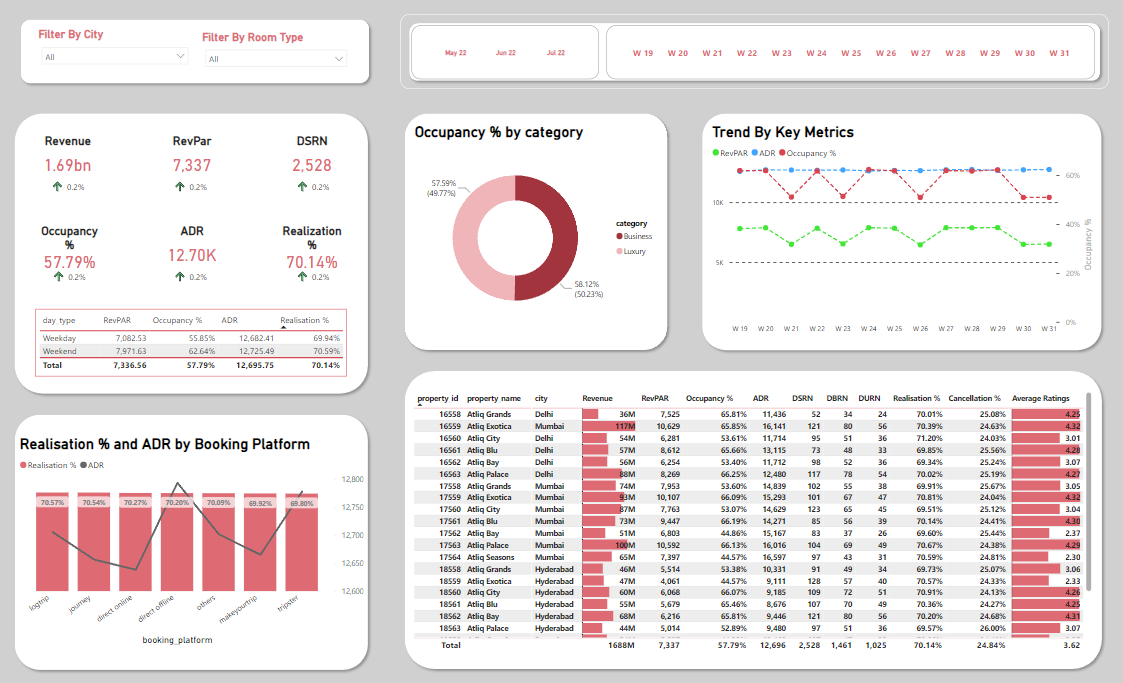 Filter By City
All
Filter By Room Type
All
May 22 Jun 22 Jul 22
W 19 W 20 W 21 W 22 W 23 W 24 W 25 W 26 W 27 W 28 W 29 W 30 W 31
Revenue
1.69bn
0.2%
RevPar
7,337
0.2%
DSRN
2,528
0.2%
Occupancy
%
57.79%
0.2%
ADR
12.70K
0.2%
Realization
%
70.14%
0.2%
day_type RevPAR Occupancy % ADR Realisation %
Weekday 7,082.53 55.85% 12,682.41 69.94%
Weekend 7,971.63 62.64% 12,725.49 70.59%
Total 7,336.56 57.79% 12,695.75 70.14%
Occupancy % by category
57.59%
(49.77%)
58.12%
(50.23%)
category
Business
Luxury
Trend By Key Metrics
RevPAR ADR Occupancy %
10K
5K
60%
40%
20%
0%
Occupancy %
W 19 W 20 W 21 W 22 W 23 W 24 W 25 W 26 W 27 W 28 W 29 W 30 W 31
Realisation % and ADR by Booking Platform
Realisation % ADR
12,800
12,750
12,700
12,650
12,600
70.57% 70.54% 70.27% 70.20% 70.09% 69.92% 69.80%
logtrip journey direct online direct offline others makeyourtrip tripster
booking_platform
property_id property_name city Revenue RevPAR Occupancy % ADR DSRN DBRN DURN Realisation % Cancellation % Average Ratings
16558 Atliq Grands Delhi 36M 7,525 65.81% 11,436 52 34 24 70.01% 25.08% 4.25
16559 Atliq Exotica Mumbai 117M 10,629 65.85% 16,141 121 80 56 70.39% 24.63% 4.32
16560 Atliq City Delhi 54M 6,281 53.61% 11,714 95 51 36 71.20% 24.03% 3.01
16561 Atliq Blu Delhi 57M 8,612 65.66% 13,115 73 48 33 69.85% 25.56% 4.28
16562 Atliq Bay Delhi 56M 6,254 53.40% 11,712 98 52 36 69.34% 25.24% 3.07
16563 Atliq Palace Delhi 88M 8,269 66.25% 12,480 117 78 54 70.02% 25.19% 4.27
17558 Atliq Grands Mumbai 74M 7,953 53.60% 14,839 102 55 38 69.91% 25.67% 3.05
17559 Atliq Exotica Mumbai 93M 10,107 66.09% 15,293 101 67 47 70.81% 24.04% 4.32
17560 Atliq City Mumbai 87M 7,763 53.07% 14,629 123 65 45 69.51% 25.12% 3.04
17561 Atliq Blu Mumbai 73M 9,447 66.19% 14,271 85 56 39 70.14% 24.41% 4.30
17562 Atliq Bay Mumbai 51M 6,803 44.86% 15,167 83 37 26 69.60% 25.44% 2.37
17563 Atliq Palace Mumbai 100M 10,592 66.13% 16,016 104 69 49 70.67% 24.38% 4.29
17564 Atliq Seasons Mumbai 65M 7,397 44.57% 16,597 97 43 31 70.59% 24.81% 2.30
18558 Atliq Grands Hyderabad 46M 5,514 53.38% 10,331 91 49 34 69.73% 25.07% 3.06
18559 Atliq Exotica Hyderabad 47M 4,061 44.57% 9,111 128 57 40 70.57% 24.33% 2.33
18560 Atliq City Hyderabad 60M 6,068 66.07% 9,185 109 72 51 70.91% 24.13% 4.26
18561 Atliq Blu Hyderabad 55M 5,679 65.46% 8,676 107 70 49 70.36% 24.27% 4.25
18562 Atliq Bay Hyderabad 68M 6,216 65.81% 9,446 121 80 56 70.20% 24.68% 4.31
18563 Atliq Palace Hyderabad 44M 5,014 52.89% 9,480 97 51 36 69.57% 26.00% 3.07
Total 1688M 7,337 57.79% 12,696 2,528 1,461 1,025 70.14% 24.84% 3.62